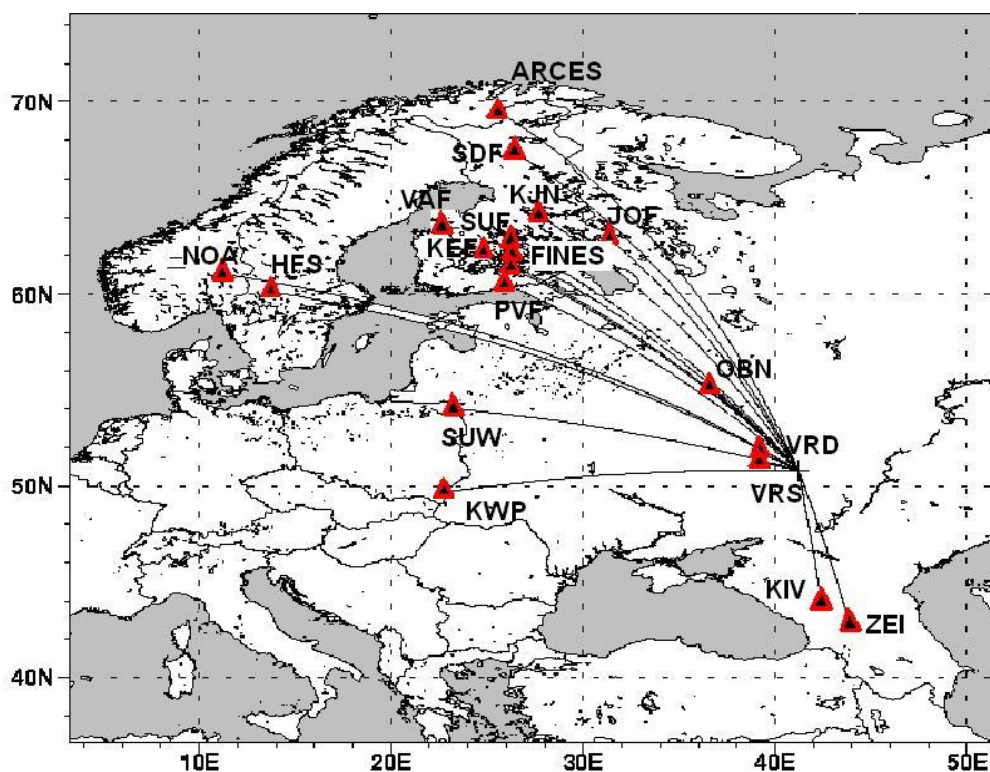 ARCES
70N
SDF
KJN
VAF
SUF
JOF
KEF
FINES
NOA
HFS
60N
PVF
OBN
SUW
VRD
50N
VRS
KWP
KIV
ZEI
40N
10E
20E
30E
40E
50E